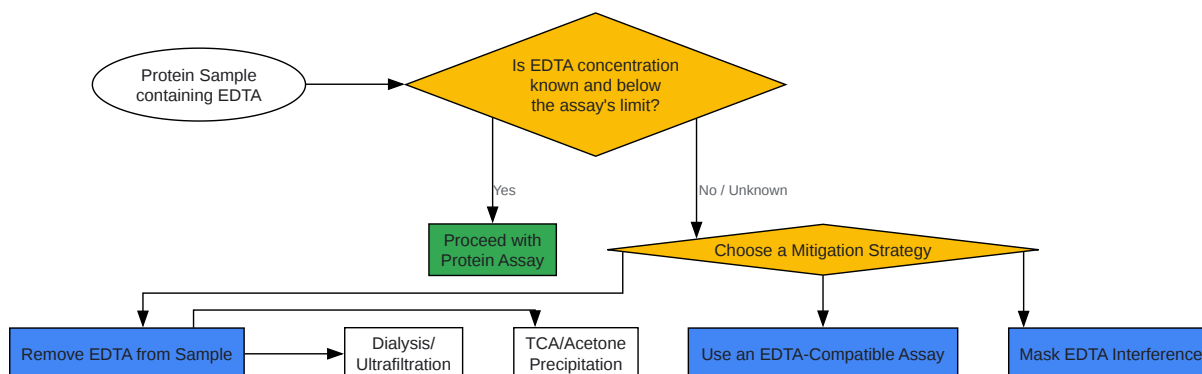 Protein Sample
containing EDTA
Is EDTA concentration
known and below
the assay's limit?
Yes
No / Unknown
Proceed with
Protein Assay
Choose a Mitigation Strategy
Remove EDTA from Sample
Dialysis/
Ultrafiltration
TCA/Acetone
Precipitation
Use an EDTA-Compatible Assay
Mask EDTA Interference